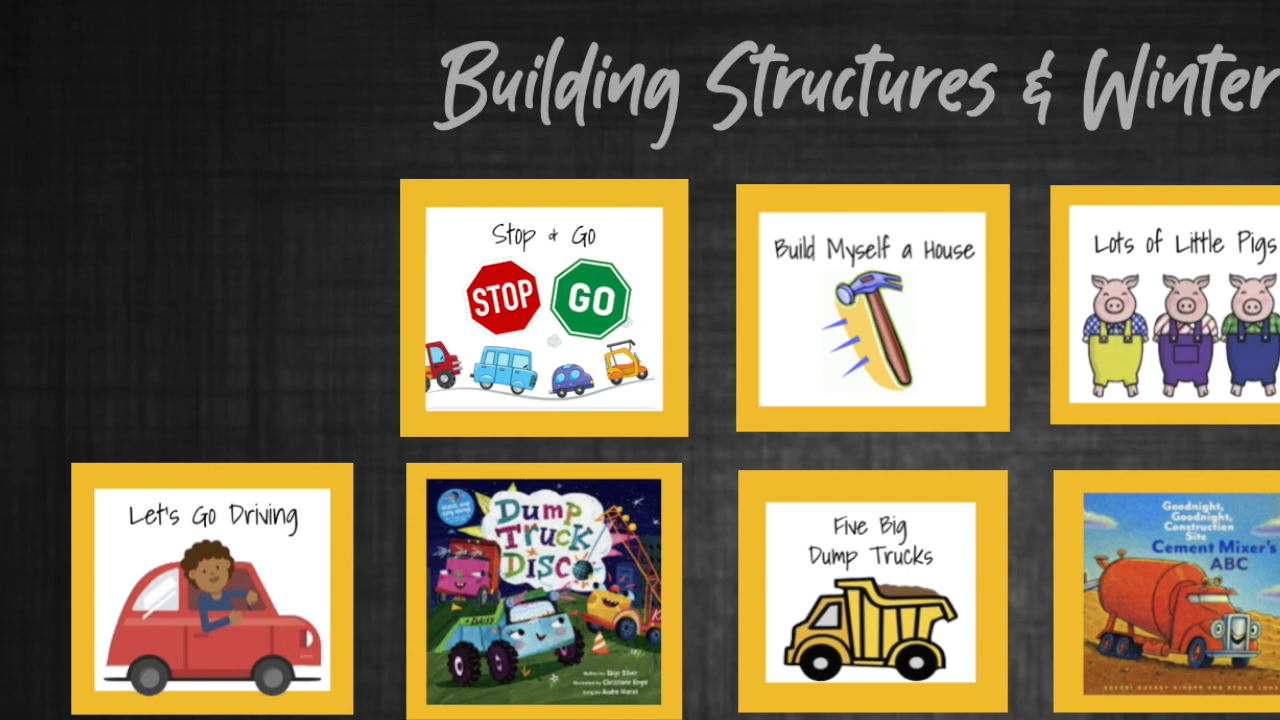 Building Structures & Winter
Stop & Go
STOP
GO
Build Myself a House
Lots of Little Pigs
Let's Go Driving
Dump
Truck
Disco
Five Big
Dump Trucks
Goodnight,
Goodnight,
Construction
Site
Cement Mixer's
ABC